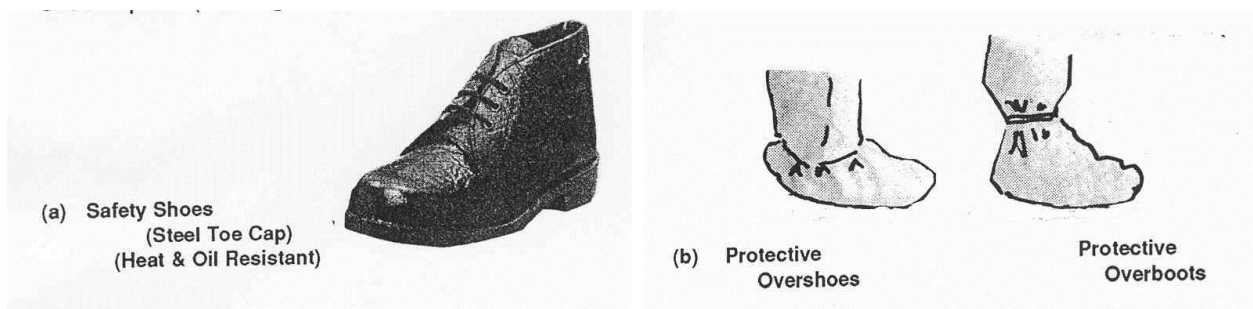 (a) Safety Shoes
(Steel Toe Cap)
(Heat & Oil Resistant)
(b) Protective
Overshoes
Protective
Overboots